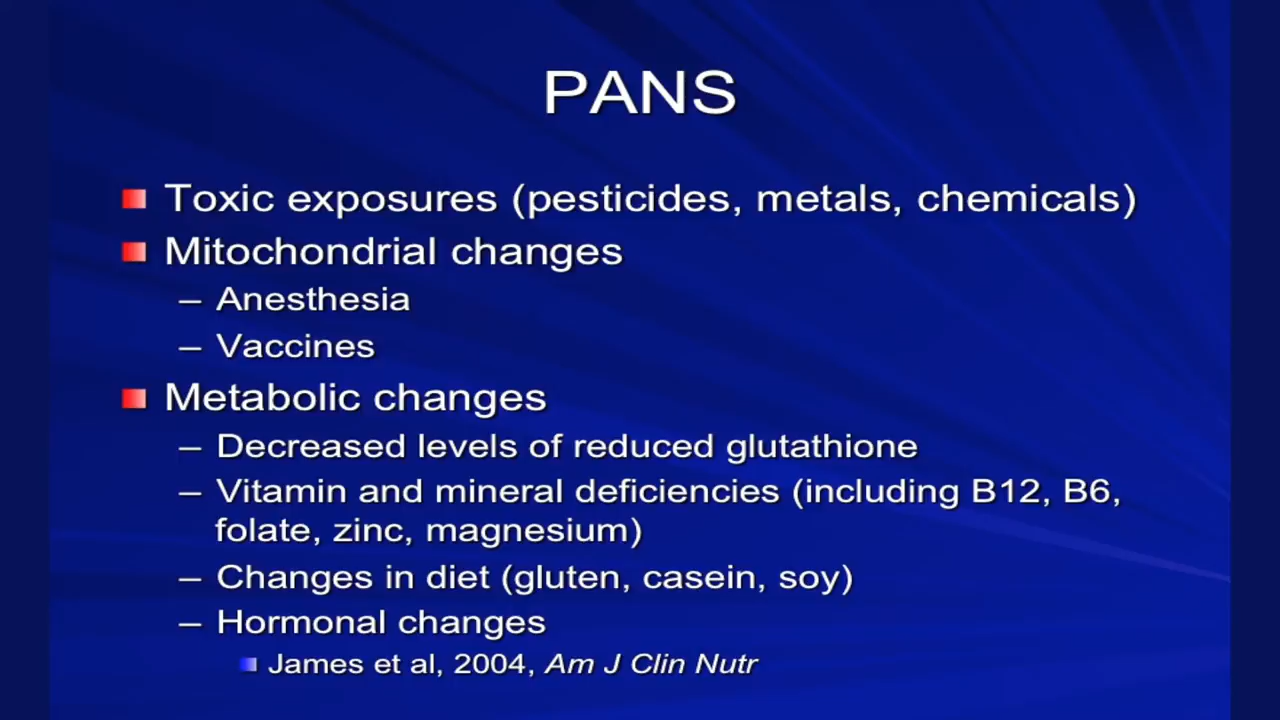 PANS
Toxic exposures (pesticides, metals, chemicals)
Mitochondrial changes
– Anesthesia
– Vaccines
Metabolic changes
– Decreased levels of reduced glutathione
– Vitamin and mineral deficiencies (including B12, B6,
folate, zinc, magnesium)
– Changes in diet (gluten, casein, soy)
– Hormonal changes
James et al, 2004, Am J Clin Nutr